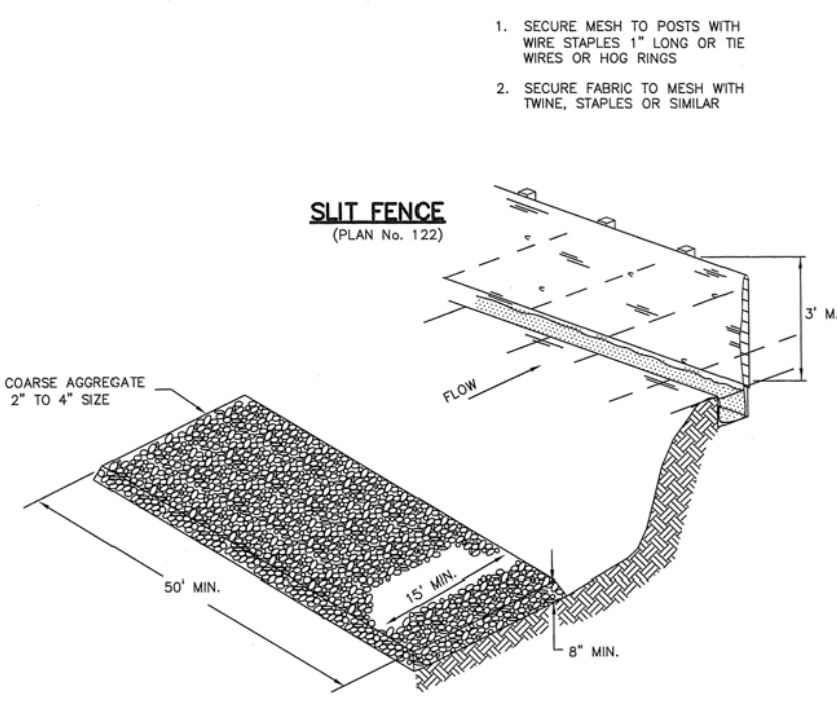 1. SECURE MESH TO POSTS WITH
WIRE STAPLES 1" LONG OR TIE
WIRES OR HOG RINGS
2. SECURE FABRIC TO MESH WITH
TWINE, STAPLES OR SIMILAR
SLIT FENCE
(PLAN No. 122)
3' M
FLOW
COARSE AGGREGATE
2" TO 4" SIZE
50' MIN.
15' MIN.
8" MIN.